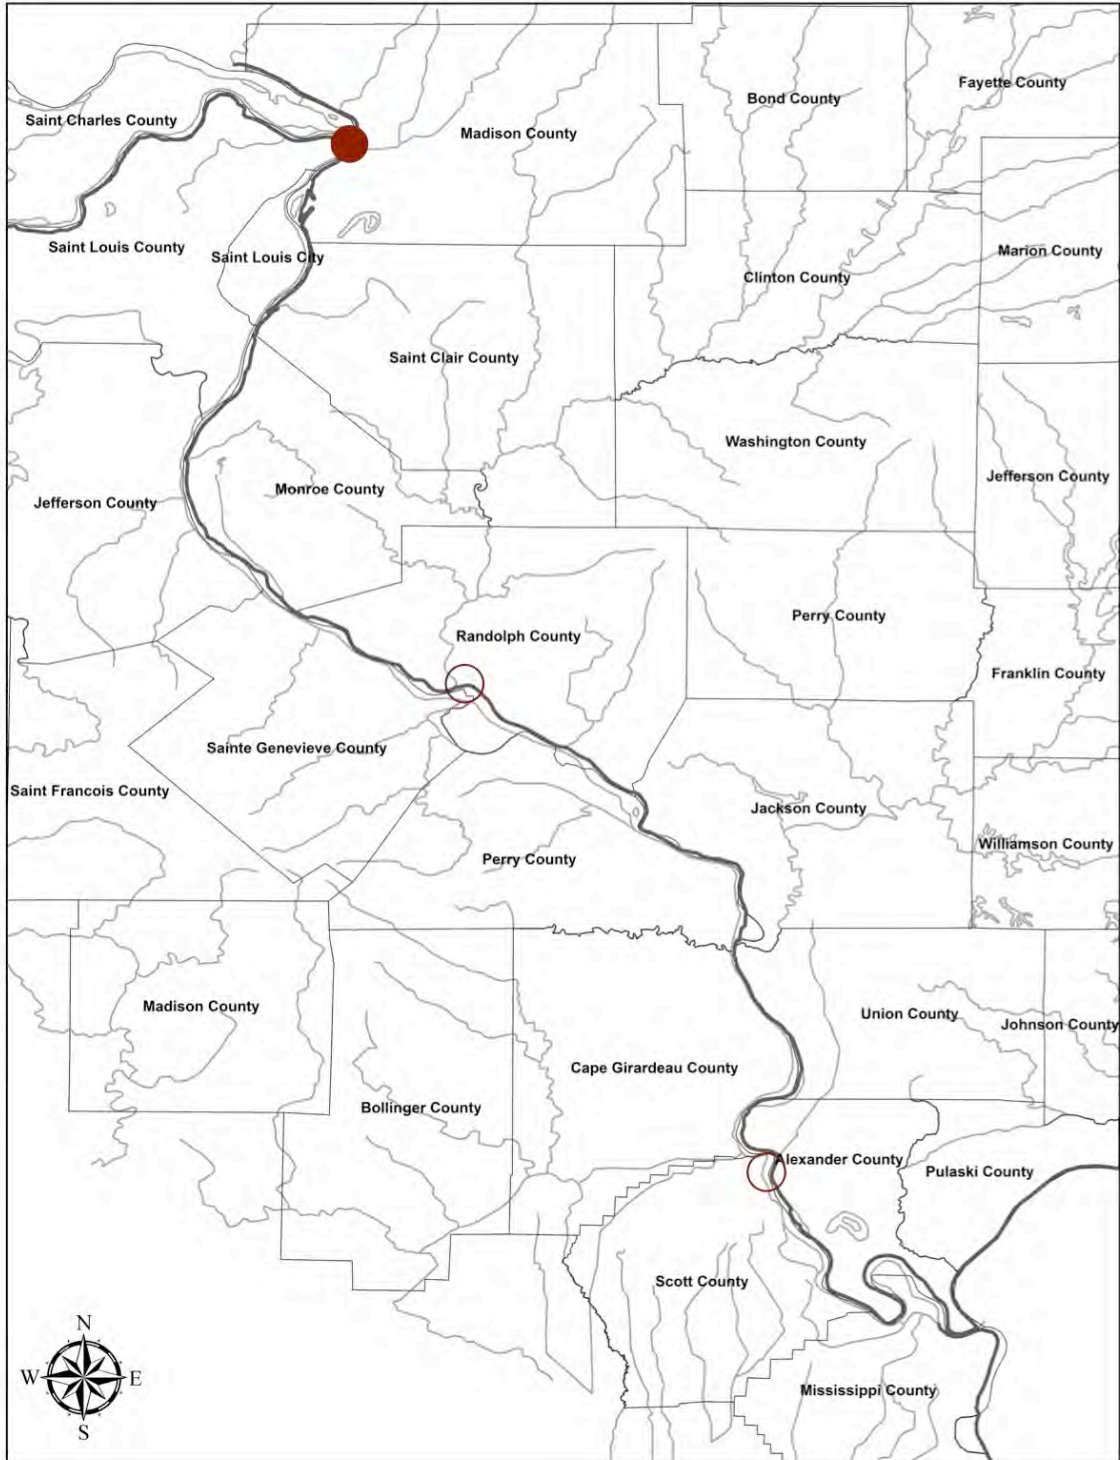 Fayette County
Bond County
Saint Charles County
Madison County
Saint Louis County
Saint Louis City
Marion County
Clinton County
Saint Clair County
Washington County
Jefferson County
Monroe County
Jefferson County
Perry County
Randolph County
Franklin County
Sainte Genevieve County
Saint Francois County
Jackson County
Williamson County
Perry County
Madison County
Union County
Johnson County
Cape Girardeau County
Bollinger County
Alexander County
Pulaski County
Scott County
N
W
E
S
Mississippi County